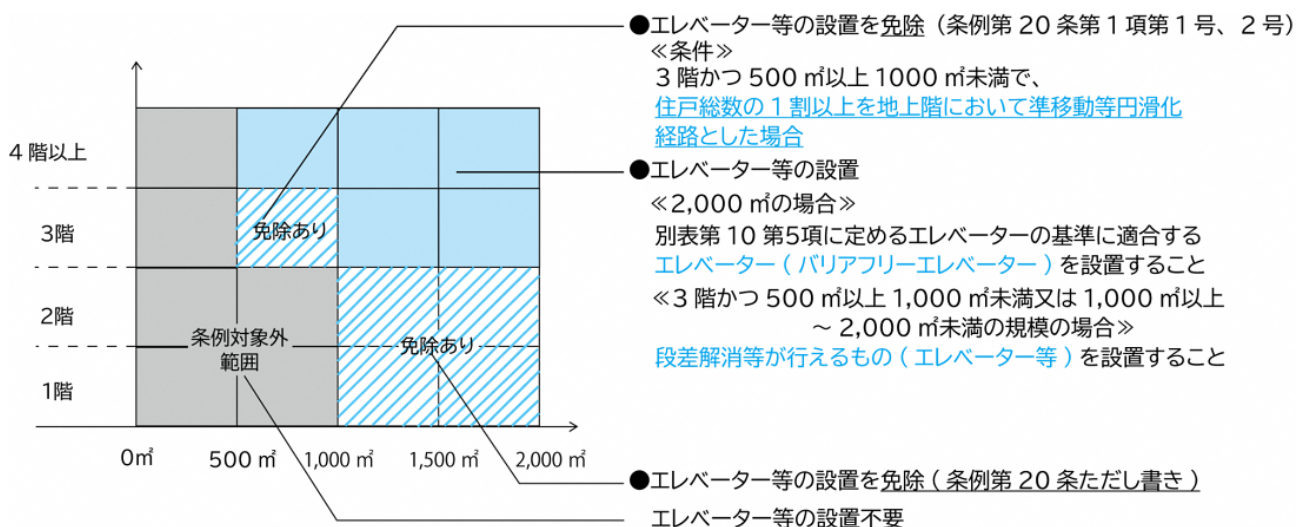 ●エレベーター等の設置を免除（条例第 20 条第 1 項第 1 号、2 号）
≪条件≫
3 階かつ 500 ㎡以上 1000 ㎡未満で、
住戸総数の 1 割以上を地上階において準移動等円滑化
経路とした場合
●エレベーター等の設置
≪2,000 ㎡の場合≫
別表第 10 第5項に定めるエレベーターの基準に適合する
エレベーター ( バリアフリーエレベーター ) を設置すること
≪3 階かつ 500 ㎡以上 1,000 ㎡未満又は 1,000 ㎡以上
～ 2,000 ㎡未満の規模の場合≫
段差解消等が行えるもの ( エレベーター等 ) を設置すること
●エレベーター等の設置を免除 ( 条例第 20 条ただし書き )
エレベーター等の設置不要
4 階以上
3階
2階
1階
免除あり
条例対象外
範囲
免除あり
0㎡
500 ㎡
1,000 ㎡
1,500 ㎡
2,000 ㎡